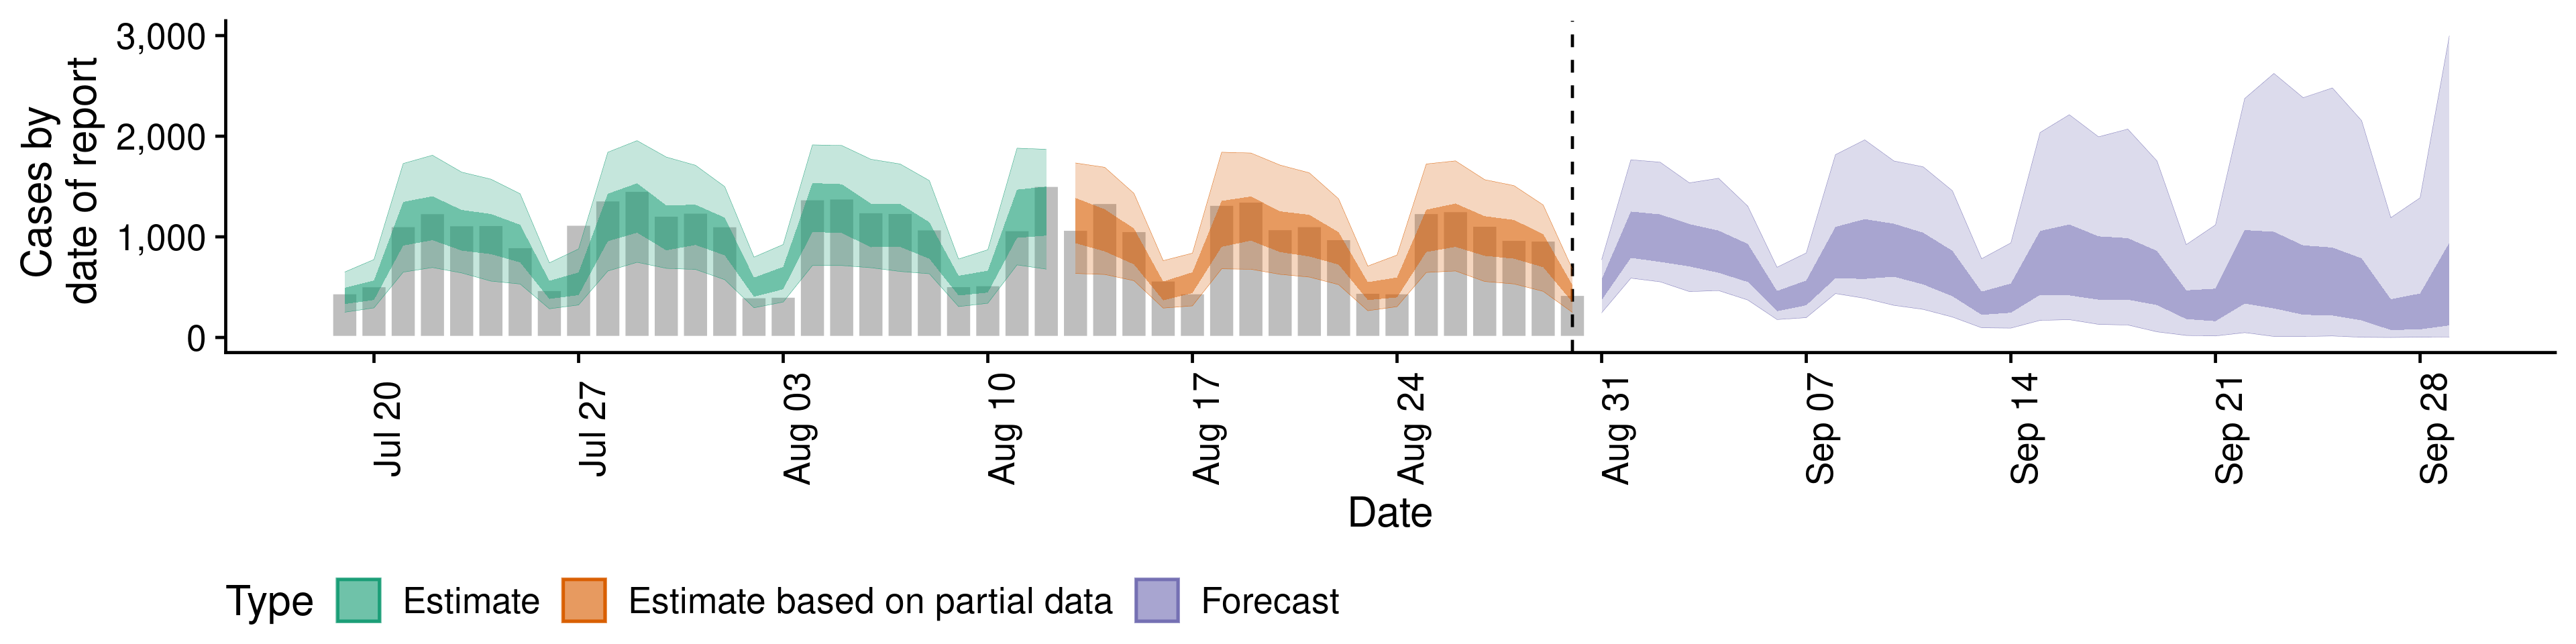 Cases by
date of report
3,000
2,000
1,000
0
Jul 20
Jul 27
Aug 03
Aug 10
Aug 17
Aug 24
Aug 31
Sep 07
Sep 14
Sep 21
Sep 28
Date
Type
Estimate
Estimate based on partial data
Forecast